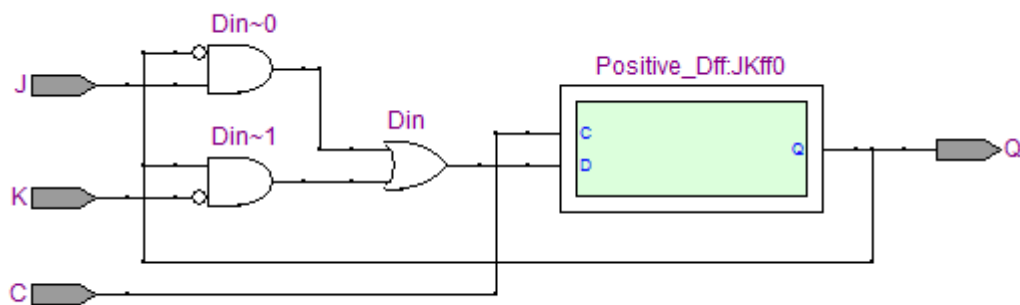 Din~0
J
Din~1
K
Din
Positive_Dff:JKff0
C
D
Q
Q
C